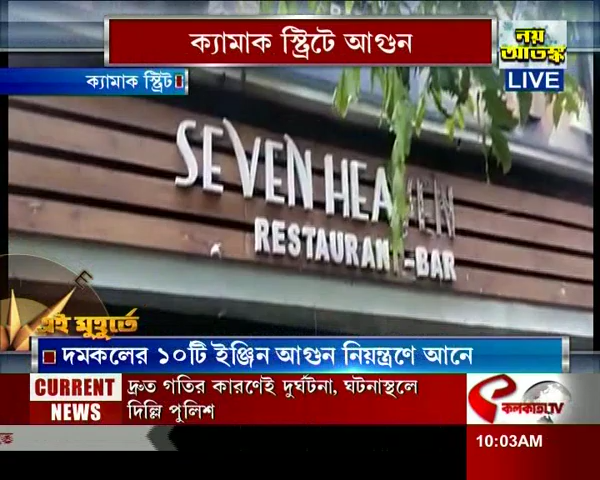 ক্যামাক স্ট্রিটে আগুন
নয়
আতঙ্ক
LIVE
ক্যামাক স্ট্রিট
SEVEN HEAVEN
RESTAURANT-BAR
এই মুহূর্তে
দমকলের ১০টি ইঞ্জিন আগুন নিয়ন্ত্রণে আনে
CURRENT
NEWS
দ্রুত গতির কারণেই দুর্ঘটনা, ঘটনাস্থলে
দিল্লি পুলিশ
কলকাতা TV
10:03AM